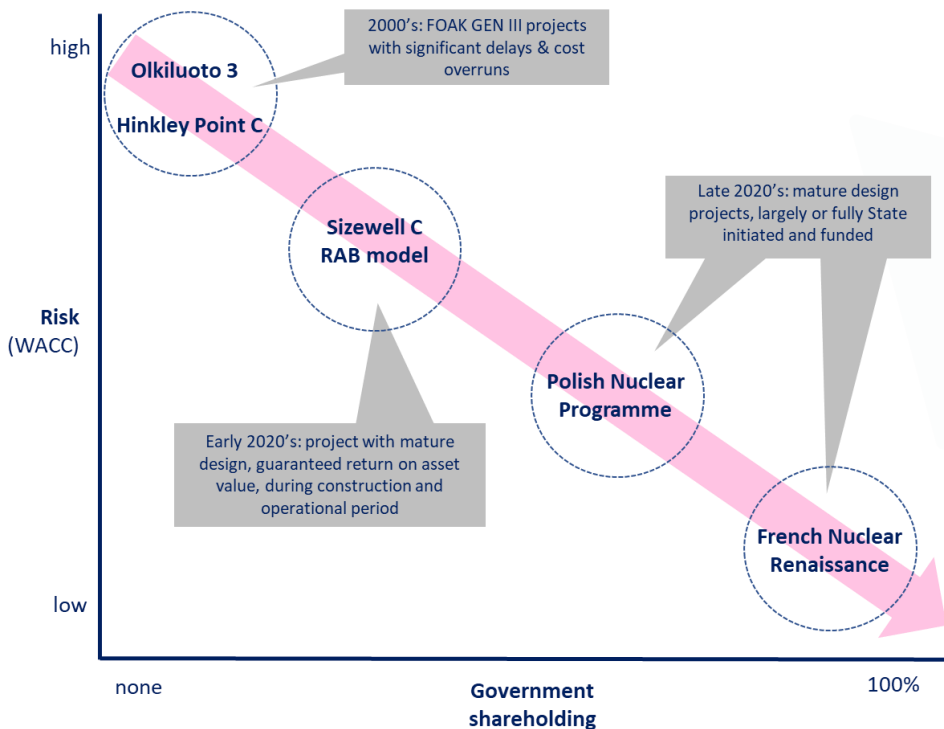 high
2000's: FOAK GEN III projects
with significant delays & cost
overruns
Olkiluoto 3
Hinkley Point C
Late 2020's: mature design
projects, largely or fully State
initiated and funded
Sizewell C
RAB model
Risk
(WACC)
Polish Nuclear
Programme
Early 2020's: project with mature
design, guaranteed return on asset
value, during construction and
operational period
French Nuclear
Renaissance
low
none
Government
shareholding
100%